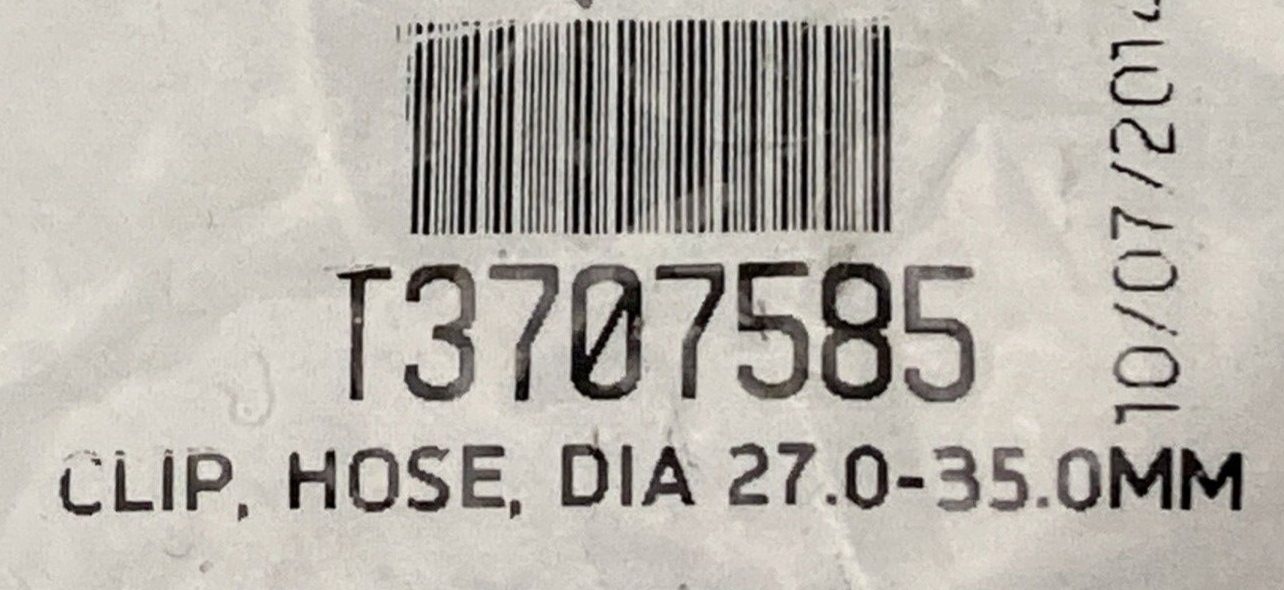 T3707585
CLIP, HOSE, DIA 27.0-35.0MM
10/07/2014